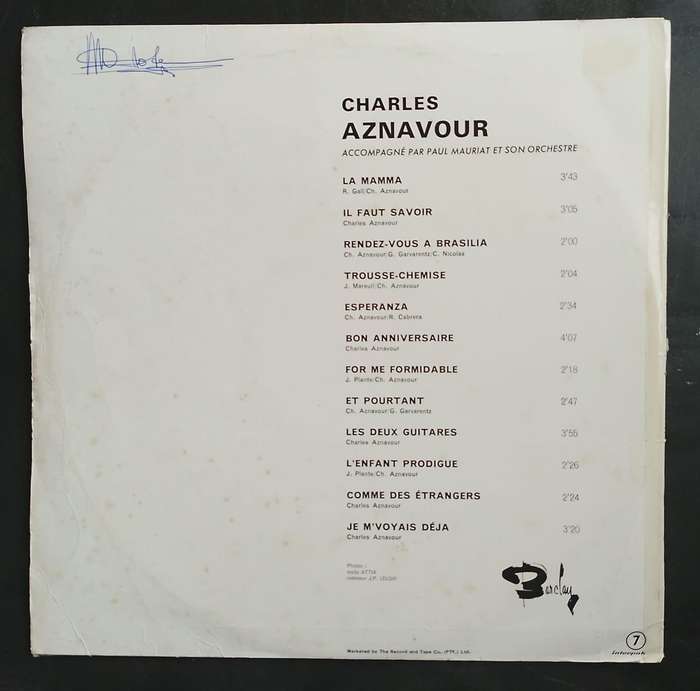 CHARLES
AZNAVOUR
ACCOMPAGNÉ PAR PAUL MAURIAT ET SON ORCHESTRE
LA MAMMA 3'43
R. Gall/Ch. Aznavour
IL FAUT SAVOIR 3'05
Charles Aznavour
RENDEZ-VOUS A BRASILIA 2'00
Ch. Aznavour/G. Garvarentz/C. Nicolas
TROUSSE-CHEMISE 2'04
J. Mareuil/Ch. Aznavour
ESPERANZA 2'34
Ch. Aznavour/R. Cabrera
BON ANNIVERSAIRE 4'07
Charles Aznavour
FOR ME FORMIDABLE 2'18
J. Plante/Ch. Aznavour
ET POURTANT 2'47
Ch. Aznavour/G. Garvarentz
LES DEUX GUITARES 3'55
Charles Aznavour
L'ENFANT PRODIGUE 2'26
J. Plante/Ch. Aznavour
COMME DES ÉTRANGERS 2'24
Charles Aznavour
JE M'VOYAIS DÉJA 3'20
Charles Aznavour
Photos :
recto ATTIA
intérieur J.P.
Barclay
7
interpak
Marketed by The Record and Tape Co. (PTY.) Ltd.